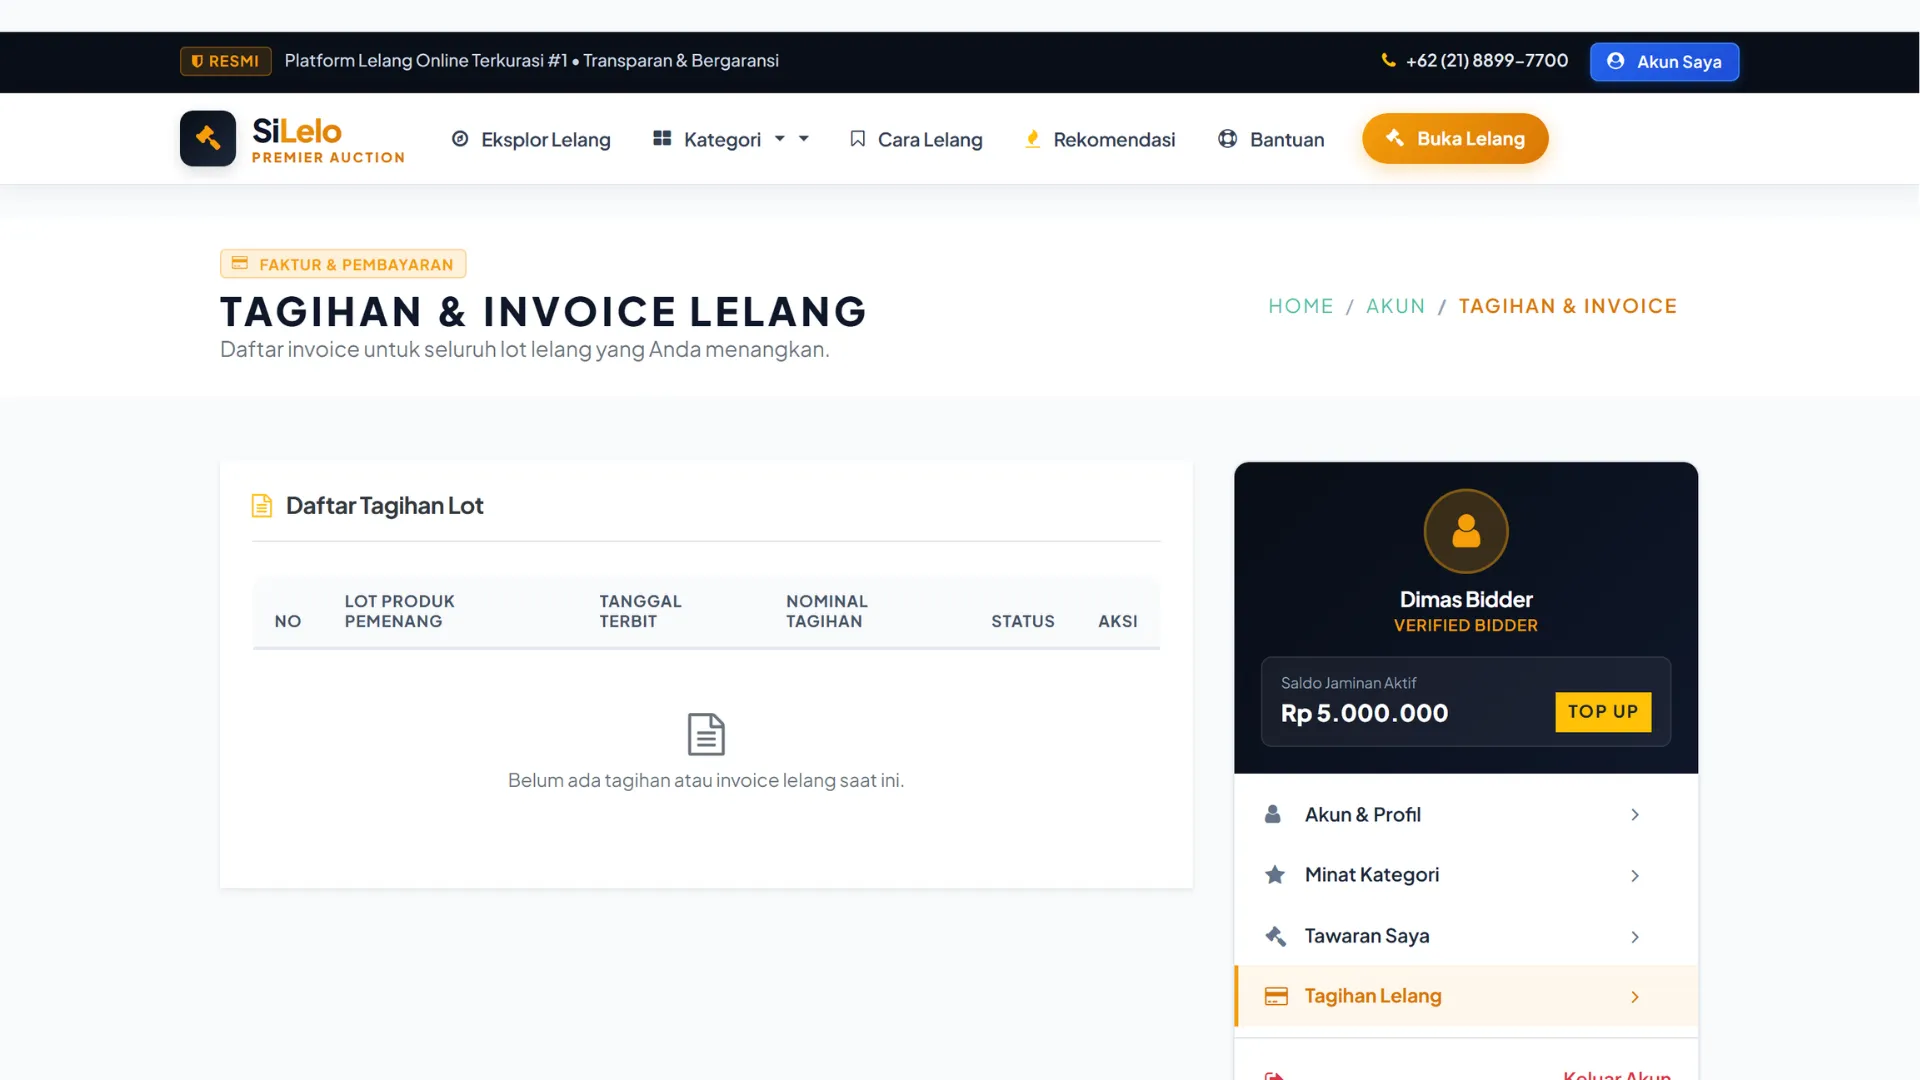 RESMI Platform Lelang Online Terkurasi #1 • Transparan & Bergaransi +62 (21) 8899-7700 Akun Saya
SiLelo
PREMIER AUCTION
Eksplor Lelang Kategori Cara Lelang Rekomendasi Bantuan Buka Lelang
FAKTUR & PEMBAYARAN
TAGIHAN & INVOICE LELANG
Daftar invoice untuk seluruh lot lelang yang Anda menangkan.
HOME / AKUN / TAGIHAN & INVOICE
Daftar Tagihan Lot
NO LOT PRODUK PEMENANG TANGGAL TERBIT NOMINAL TAGIHAN STATUS AKSI
Belum ada tagihan atau invoice lelang saat ini.
Dimas Bidder
VERIFIED BIDDER
Saldo Jaminan Aktif
Rp 5.000.000 TOP UP
Akun & Profil
Minat Kategori
Tawaran Saya
Tagihan Lelang
Keluar Akun